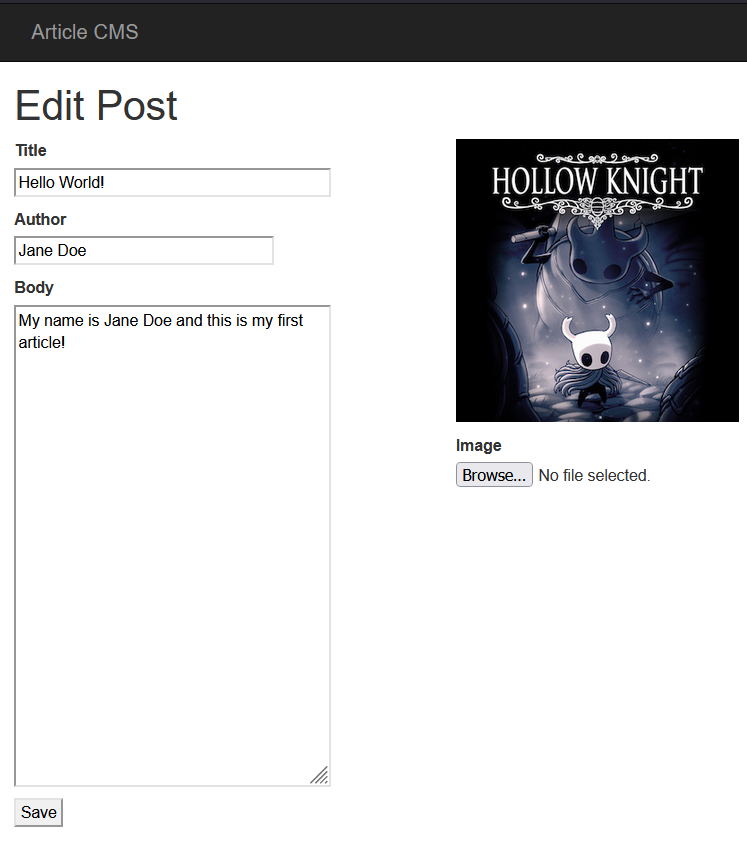 Article CMS
Edit Post
Title
Hello World!
Author
Jane Doe
Body
My name is Jane Doe and this is my first
article!
Save
HOLLOW KNIGHT
Image
Browse... No file selected.